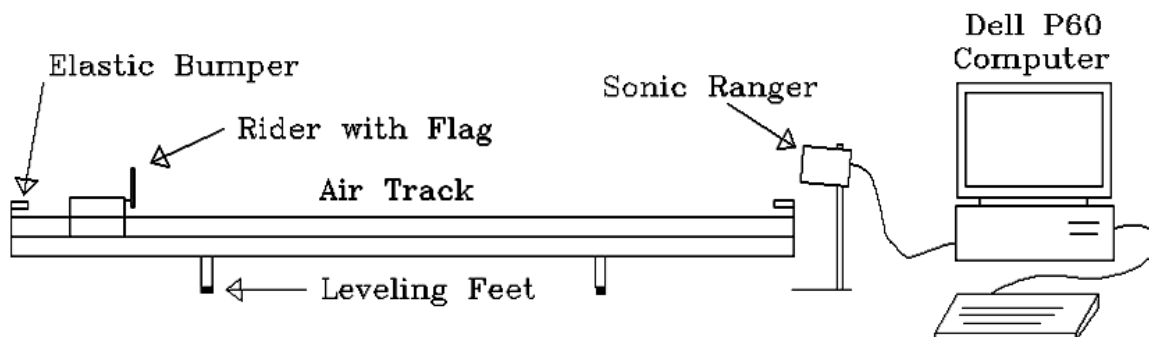 Dell P60
Computer
Elastic Bumper
Sonic Ranger
Rider with Flag
Air Track
Leveling Feet